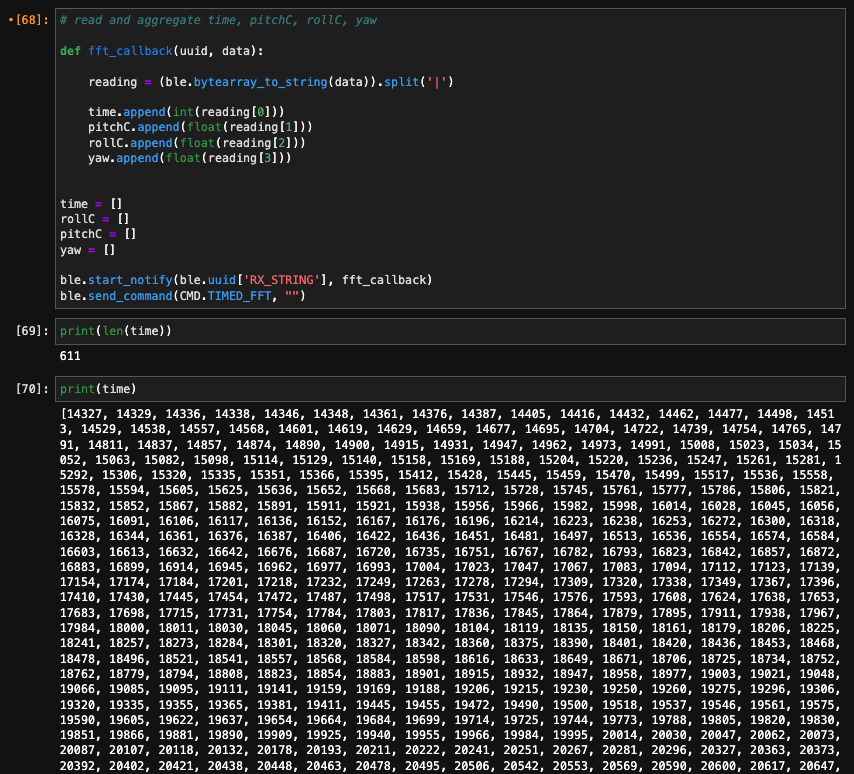 •[68]: # read and aggregate time, pitchC, rollC, yaw
def fft_callback(uuid, data):
reading = (ble.bytearray_to_string(data)).split('|')
time.append(int(reading[0]))
pitchC.append(float(reading[1]))
rollC.append(float(reading[2]))
yaw.append(float(reading[3]))
time = []
rollC = []
pitchC = []
yaw = []
ble.start_notify(ble.uuid['RX_STRING'], fft_callback)
ble.send_command(CMD.TIMED_FFT, "")
[69]: print(len(time))
611
[70]: print(time)
[14327, 14329, 14336, 14338, 14346, 14348, 14361, 14376, 14387, 14405, 14416, 14432, 14462, 14477, 14498, 1451
3, 14529, 14538, 14557, 14568, 14601, 14619, 14629, 14659, 14677, 14695, 14704, 14722, 14739, 14754, 14765, 147
91, 14811, 14837, 14857, 14874, 14890, 14900, 14915, 14931, 14947, 14962, 14973, 14991, 15008, 15023, 15034, 15
052, 15063, 15082, 15098, 15114, 15129, 15140, 15158, 15169, 15188, 15204, 15220, 15236, 15247, 15261, 15281, 1
5292, 15306, 15320, 15335, 15351, 15366, 15395, 15412, 15428, 15445, 15459, 15470, 15499, 15517, 15536, 15558,
15578, 15594, 15605, 15625, 15636, 15652, 15668, 15683, 15712, 15728, 15745, 15761, 15777, 15786, 15806, 15821,
15832, 15852, 15867, 15882, 15891, 15911, 15921, 15938, 15956, 15966, 15982, 15998, 16014, 16028, 16045, 16056,
16075, 16091, 16106, 16117, 16136, 16152, 16167, 16176, 16196, 16214, 16223, 16238, 16253, 16272, 16300, 16318,
16328, 16344, 16361, 16376, 16387, 16406, 16422, 16436, 16451, 16481, 16497, 16513, 16536, 16554, 16574, 16584,
16603, 16613, 16632, 16642, 16676, 16687, 16720, 16735, 16751, 16767, 16782, 16793, 16823, 16842, 16857, 16872,
16883, 16899, 16914, 16945, 16962, 16977, 16993, 17004, 17023, 17047, 17067, 17083, 17094, 17112, 17123, 17139,
17154, 17174, 17184, 17201, 17218, 17232, 17249, 17263, 17278, 17294, 17309, 17320, 17338, 17349, 17367, 17396,
17410, 17430, 17445, 17454, 17472, 17487, 17498, 17517, 17531, 17546, 17576, 17593, 17608, 17624, 17638, 17653,
17683, 17698, 17715, 17731, 17754, 17784, 17803, 17817, 17836, 17845, 17864, 17879, 17895, 17911, 17938, 17967,
17984, 18000, 18011, 18030, 18045, 18060, 18071, 18090, 18104, 18119, 18135, 18150, 18161, 18179, 18206, 18225,
18241, 18257, 18273, 18284, 18301, 18320, 18327, 18342, 18360, 18375, 18390, 18401, 18420, 18436, 18453, 18468,
18478, 18496, 18521, 18541, 18557, 18568, 18584, 18598, 18616, 18633, 18649, 18671, 18706, 18725, 18734, 18752,
18762, 18779, 18794, 18808, 18823, 18854, 18883, 18901, 18915, 18932, 18947, 18958, 18977, 19003, 19021, 19048,
19066, 19085, 19095, 19111, 19141, 19159, 19169, 19188, 19206, 19215, 19230, 19250, 19260, 19275, 19296, 19306,
19320, 19335, 19355, 19365, 19381, 19411, 19445, 19455, 19472, 19490, 19500, 19518, 19537, 19546, 19561, 19575,
19590, 19605, 19622, 19637, 19654, 19664, 19684, 19699, 19714, 19725, 19744, 19773, 19788, 19805, 19820, 19830,
19851, 19866, 19881, 19890, 19909, 19925, 19940, 19955, 19966, 19984, 19995, 20014, 20030, 20047, 20062, 20073,
20087, 20107, 20118, 20132, 20178, 20193, 20211, 20222, 20241, 20251, 20267, 20281, 20296, 20327, 20363, 20373,
20392, 20402, 20421, 20438, 20448, 20463, 20478, 20495, 20506, 20542, 20553, 20569, 20590, 20600, 20617, 20647,